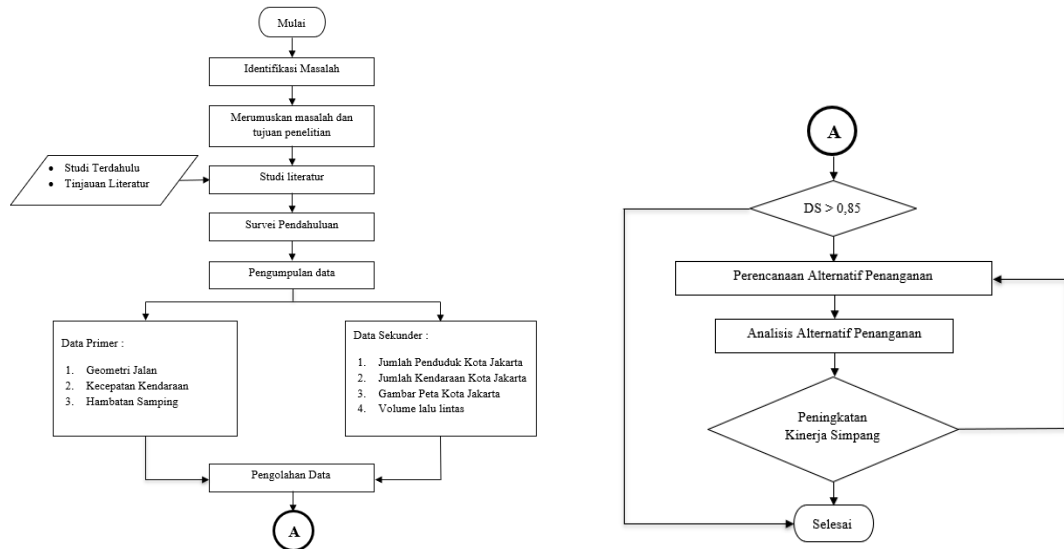 Mulai
Identifikasi Masalah
Merumuskan masalah dan
tujuan penelitian
• Studi Terdahulu
• Tinjauan Literatur
Studi literatur
Survei Pendahuluan
Pengumpulan data
Data Primer :
1. Geometri Jalan
2. Kecepatan Kendaraan
3. Hambatan Samping
Data Sekunder :
1. Jumlah Penduduk Kota Jakarta
2. Jumlah Kendaraan Kota Jakarta
3. Gambar Peta Kota Jakarta
4. Volume lalu lintas
Pengolahan Data
A
A
DS > 0,85
Perencanaan Alternatif Penanganan
Analisis Alternatif Penanganan
Peningkatan
Kinerja Simpang
Selesai